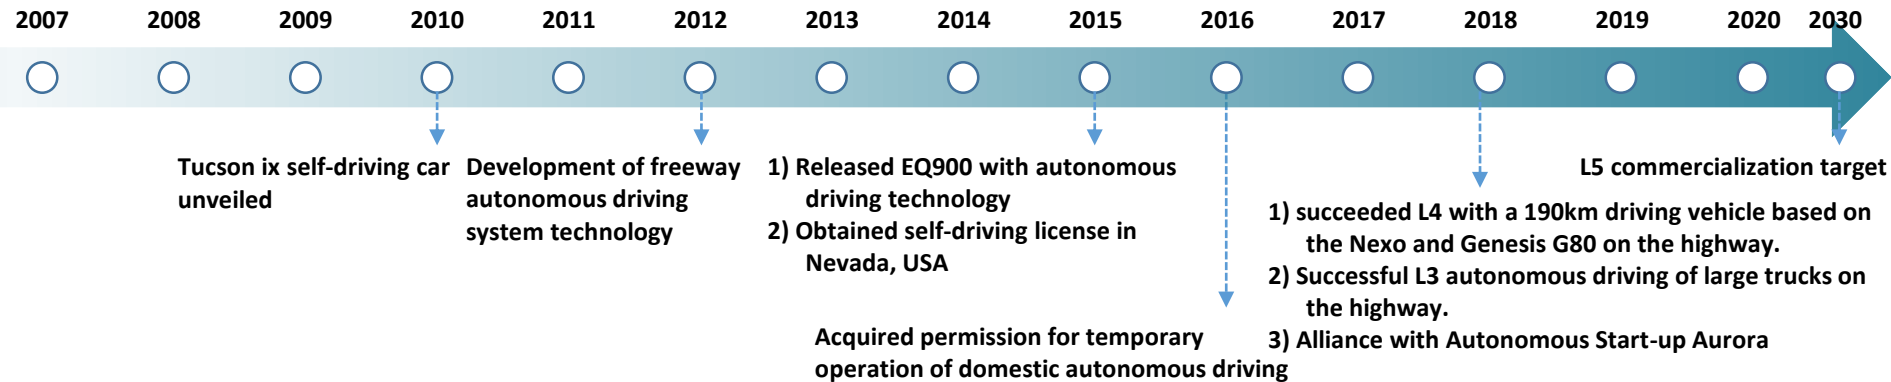 2007 2008 2009 2010 2011 2012 2013 2014 2015 2016 2017 2018 2019 2020 2030
Tucson ix self-driving car
unveiled
Development of freeway
autonomous driving
system technology
1) Released EQ900 with autonomous
driving technology
2) Obtained self-driving license in
Nevada, USA
Acquired permission for temporary
operation of domestic autonomous driving
1) succeeded L4 with a 190km driving vehicle based on
the Nexo and Genesis G80 on the highway.
2) Successful L3 autonomous driving of large trucks on
the highway.
3) Alliance with Autonomous Start-up Aurora
L5 commercialization target